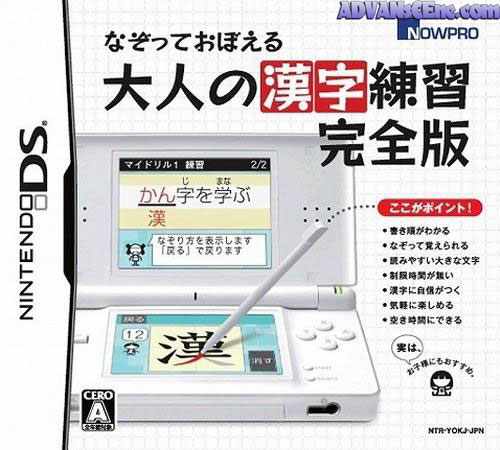 ADVANsCEne.com
NOWPRO
なぞっておぼえる
大人の漢字練習
完全版
NINTENDO DS
マイドリル1 練習 2/2
じ まな
かん字を学ぶ
漢
なぞり方を表示します
「戻る」で戻ります
ここがポイント!
・書き順がわかる
・なぞって覚えられる
・読みやすい大きな文字
・制限時間が無い
・漢字に自信がつく
・気軽に楽しめる
・空き時間にできる
実は、
お子様にもおすすめ。
戻る
12
漢
消す
START
SELECT
CERO
A
全年齢対象
NTR-YOKJ-JPN